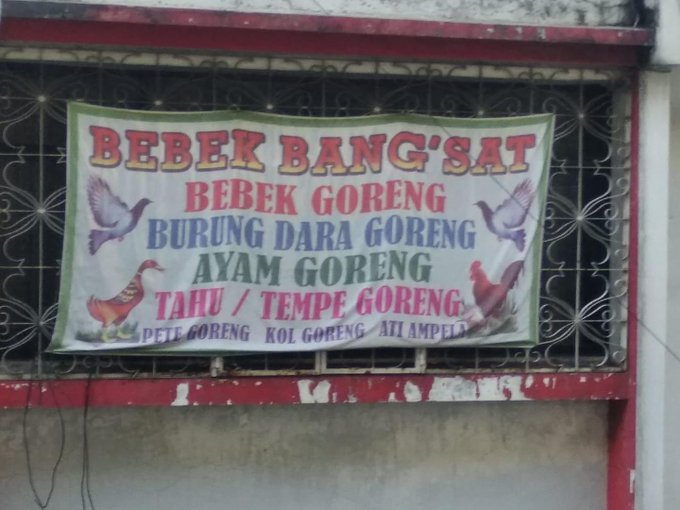 BEBEK BANG'SAT
BEBEK GORENG
BURUNG DARA GORENG
AYAM GORENG
TAHU / TEMPE GORENG
PETE GORENG KOL GORENG ATI AMPELA